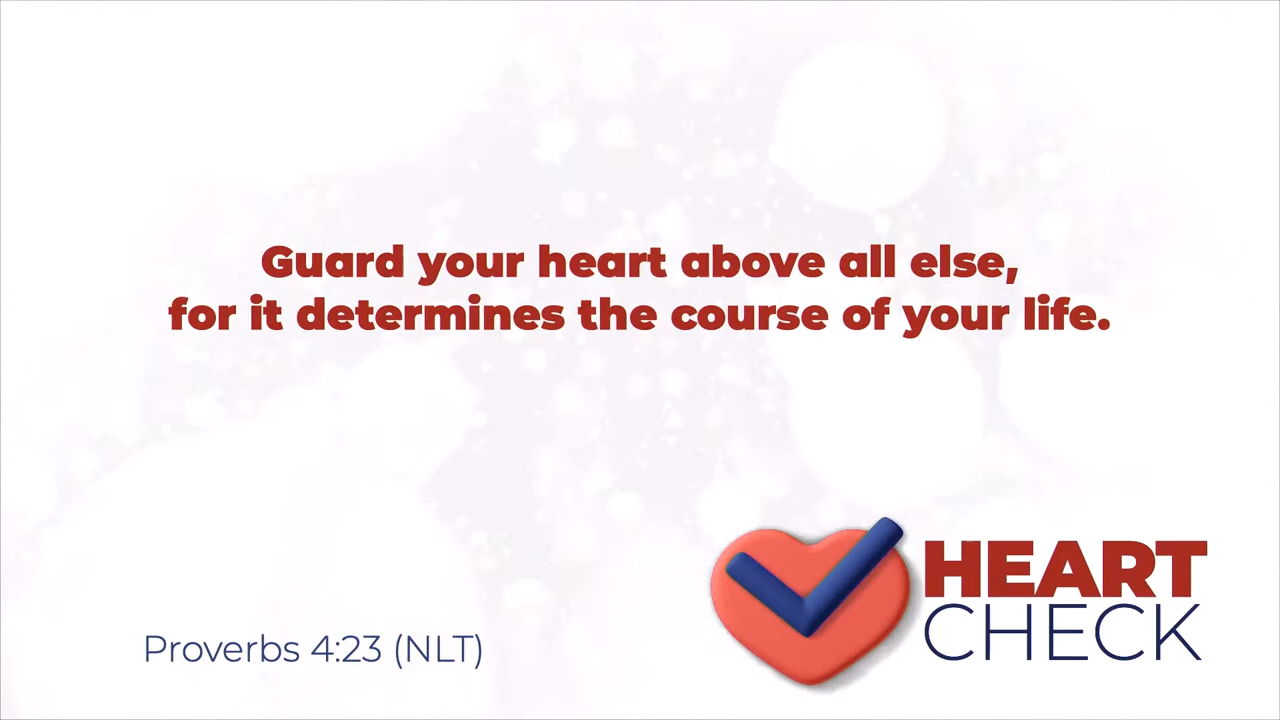 Guard your heart above all else,
for it determines the course of your life.
HEART
CHECK
Proverbs 4:23 (NLT)